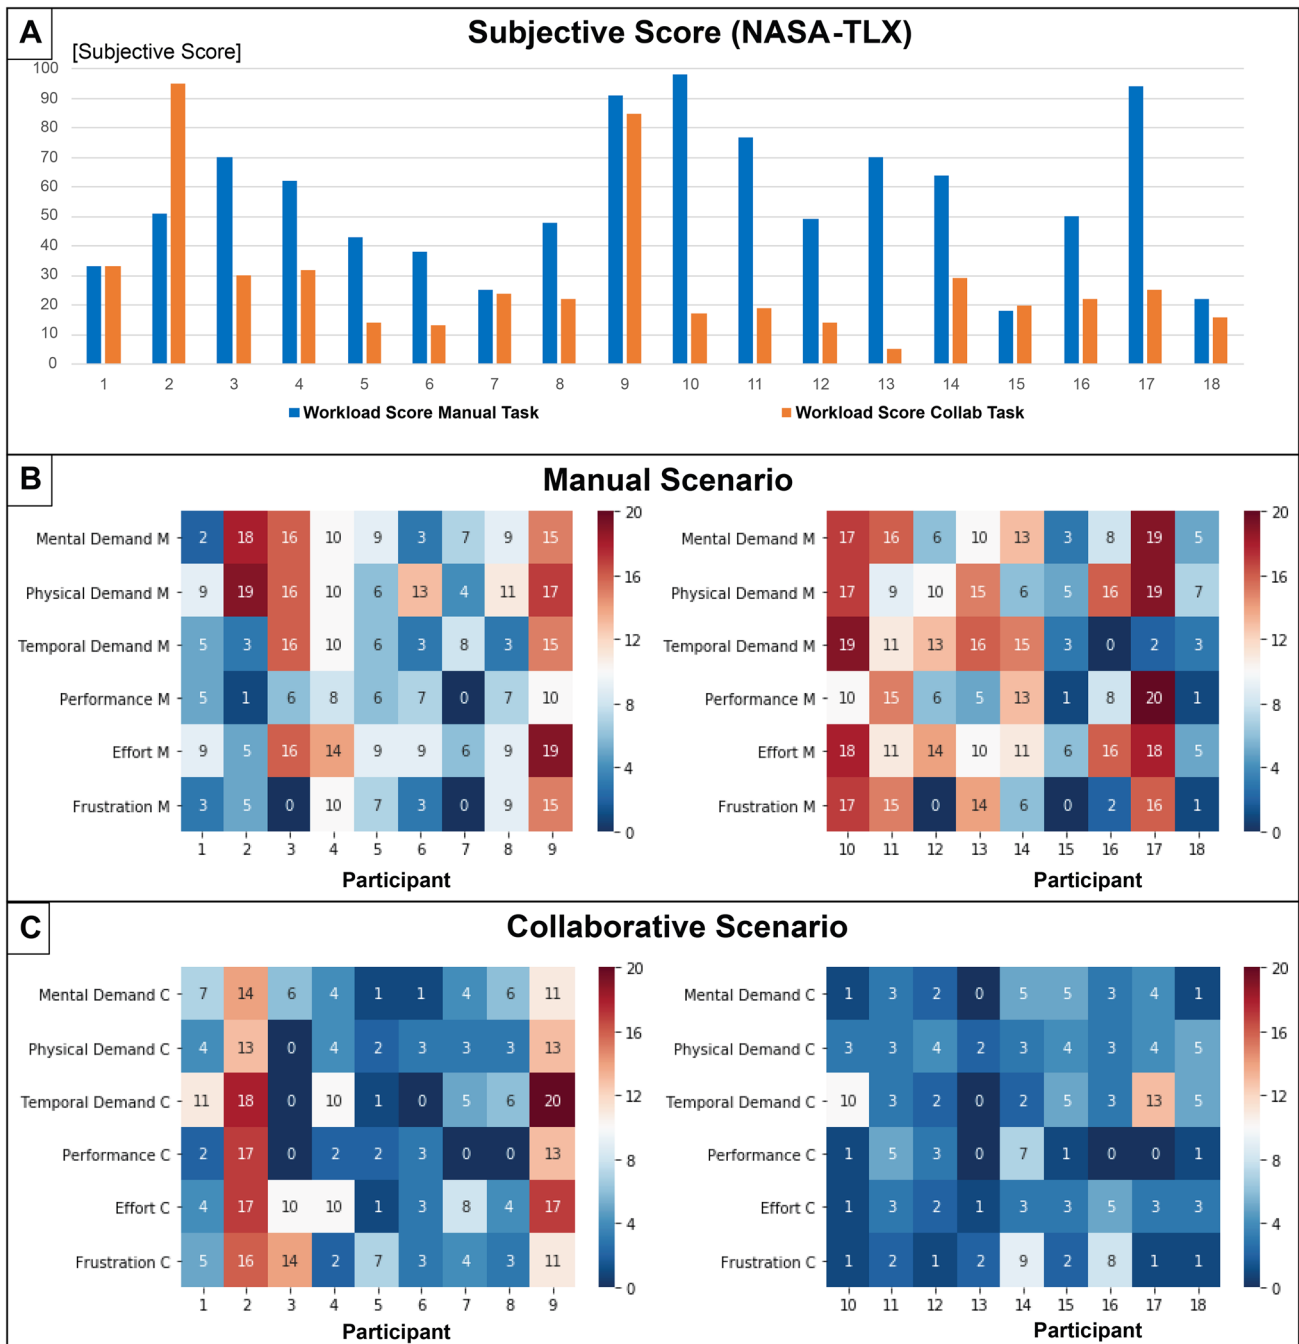 A
Subjective Score (NASA-TLX)
[Subjective Score]
100
90
80
70
60
50
40
30
20
10
0
1 2 3 4 5 6 7 8 9 10 11 12 13 14 15 16 17 18
Workload Score Manual Task Workload Score Collab Task
B
Manual Scenario
Mental Demand M 2 18 16 10 9 3 7 9 15
Physical Demand M 9 19 16 10 6 13 4 11 17
Temporal Demand M 5 3 16 10 6 3 8 3 15
Performance M 5 1 6 8 6 7 0 7 10
Effort M 9 5 16 14 9 9 6 9 19
Frustration M 3 5 0 10 7 3 0 9 15
1 2 3 4 5 6 7 8 9
Participant
20
16
12
8
4
0
Mental Demand M 17 16 6 10 13 3 8 19 5
Physical Demand M 17 9 10 15 6 5 16 19 7
Temporal Demand M 19 11 13 16 15 3 0 2 3
Performance M 10 15 6 5 13 1 8 20 1
Effort M 18 11 14 10 11 6 16 18 5
Frustration M 17 15 0 14 6 0 2 16 1
10 11 12 13 14 15 16 17 18
Participant
20
16
12
8
4
0
C
Collaborative Scenario
Mental Demand C 7 14 6 4 1 1 4 6 11
Physical Demand C 4 13 0 4 2 3 3 3 13
Temporal Demand C 11 18 0 10 1 0 5 6 20
Performance C 2 17 0 2 2 3 0 0 13
Effort C 4 17 10 10 1 3 8 4 17
Frustration C 5 16 14 2 7 3 4 3 11
1 2 3 4 5 6 7 8 9
Participant
20
16
12
8
4
0
Mental Demand C 1 3 2 0 5 5 3 4 1
Physical Demand C 3 3 4 2 3 4 3 4 5
Temporal Demand C 10 3 2 0 2 5 3 13 5
Performance C 1 5 3 0 7 1 0 0 1
Effort C 1 3 2 1 3 3 5 3 3
Frustration C 1 2 1 2 9 2 8 1 1
10 11 12 13 14 15 16 17 18
Participant
20
16
12
8
4
0